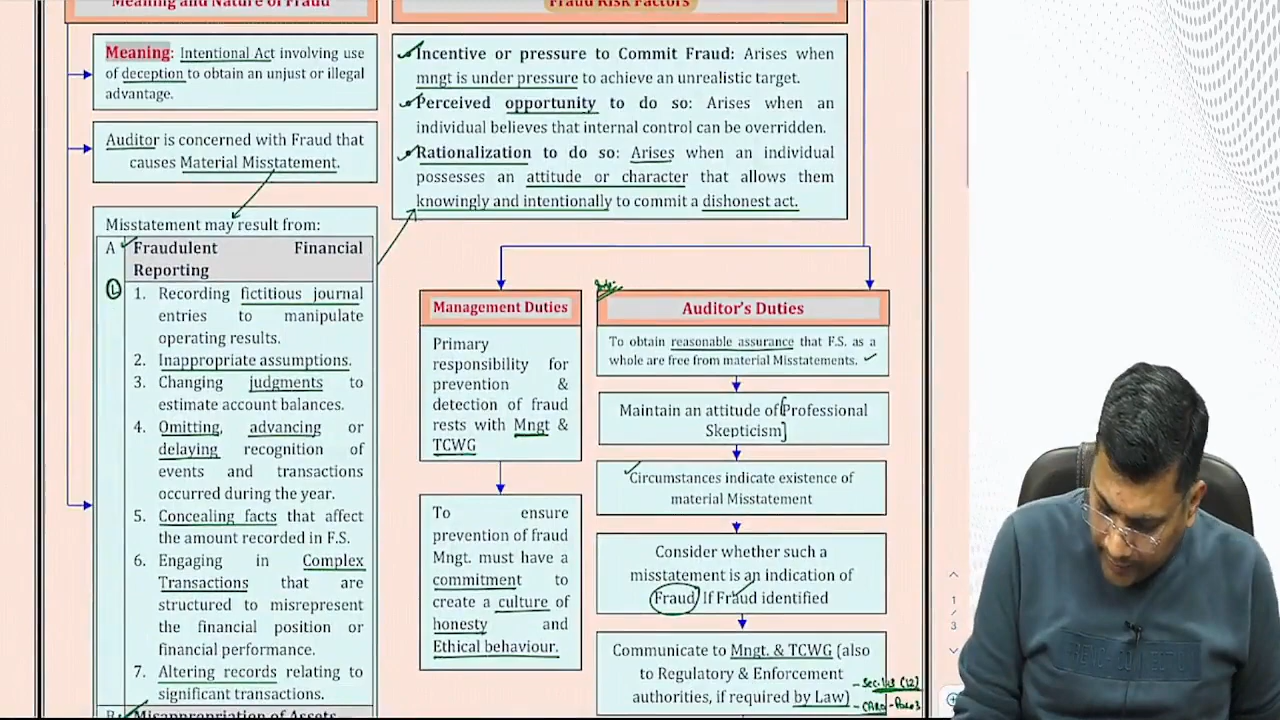 Meaning and Nature of Fraud
Meaning: Intentional Act involving use
of deception to obtain an unjust or illegal
advantage.
Auditor is concerned with Fraud that
causes Material Misstatement.
Misstatement may result from:
A
Fraudulent Financial
Reporting
1. Recording fictitious journal
entries to manipulate
operating results.
2. Inappropriate assumptions.
3. Changing judgments to
estimate account balances.
4. Omitting, advancing or
delaying recognition of
events and transactions
occurred during the year.
5. Concealing facts that affect
the amount recorded in F.S.
6. Engaging in Complex
Transactions that are
structured to misrepresent
the financial position or
financial performance.
7. Altering records relating to
significant transactions.
B. Misappropriation of Assets
Fraud Risk Factors
Incentive or pressure to Commit Fraud: Arises when
mngt is under pressure to achieve an unrealistic target.
Perceived opportunity to do so: Arises when an
individual believes that internal control can be overridden.
Rationalization to do so: Arises when an individual
possesses an attitude or character that allows them
knowingly and intentionally to commit a dishonest act.
Management Duties
Primary
responsibility for
prevention &
detection of fraud
rests with Mngt &
TCWG
To ensure
prevention of fraud
Mngt. must have a
commitment to
create a culture of
honesty and
Ethical behaviour.
Auditor's Duties
To obtain reasonable assurance that F.S. as a
whole are free from material Misstatements.
Maintain an attitude of [Professional
Skepticism]
Circumstances indicate existence of
material Misstatement
Consider whether such a
misstatement is an indication of
Fraud. If Fraud identified
Communicate to Mngt. & TCWG (also
to Regulatory & Enforcement
authorities, if required by Law)
- Sec. 143 (12)
- CARO - Para 3
1
/
3